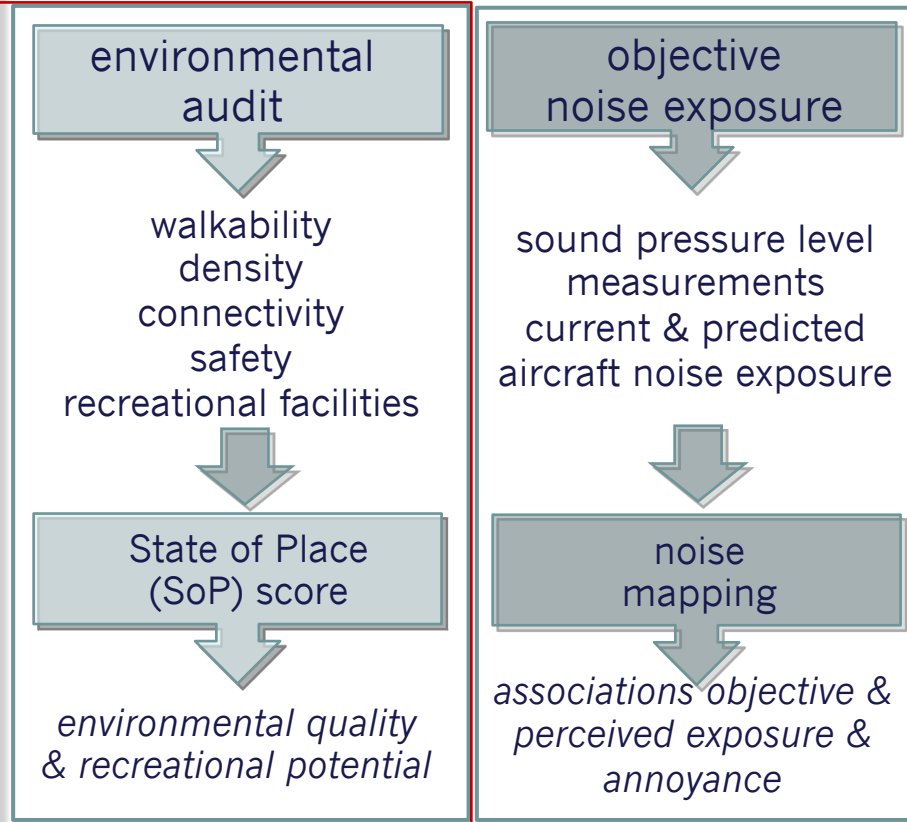 environmental
audit
walkability
density
connectivity
safety
recreational facilities
State of Place
(SoP) score
environmental quality
& recreational potential
objective
noise exposure
sound pressure level
measurements
current & predicted
aircraft noise exposure
noise
mapping
associations objective &
perceived exposure &
annoyance